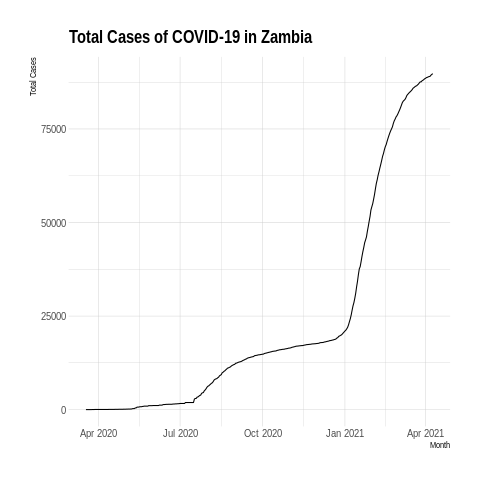 Total Cases of COVID-19 in Zambia
Total Cases
75000
50000
25000
0
Apr 2020 Jul 2020 Oct 2020 Jan 2021 Apr 2021
Month